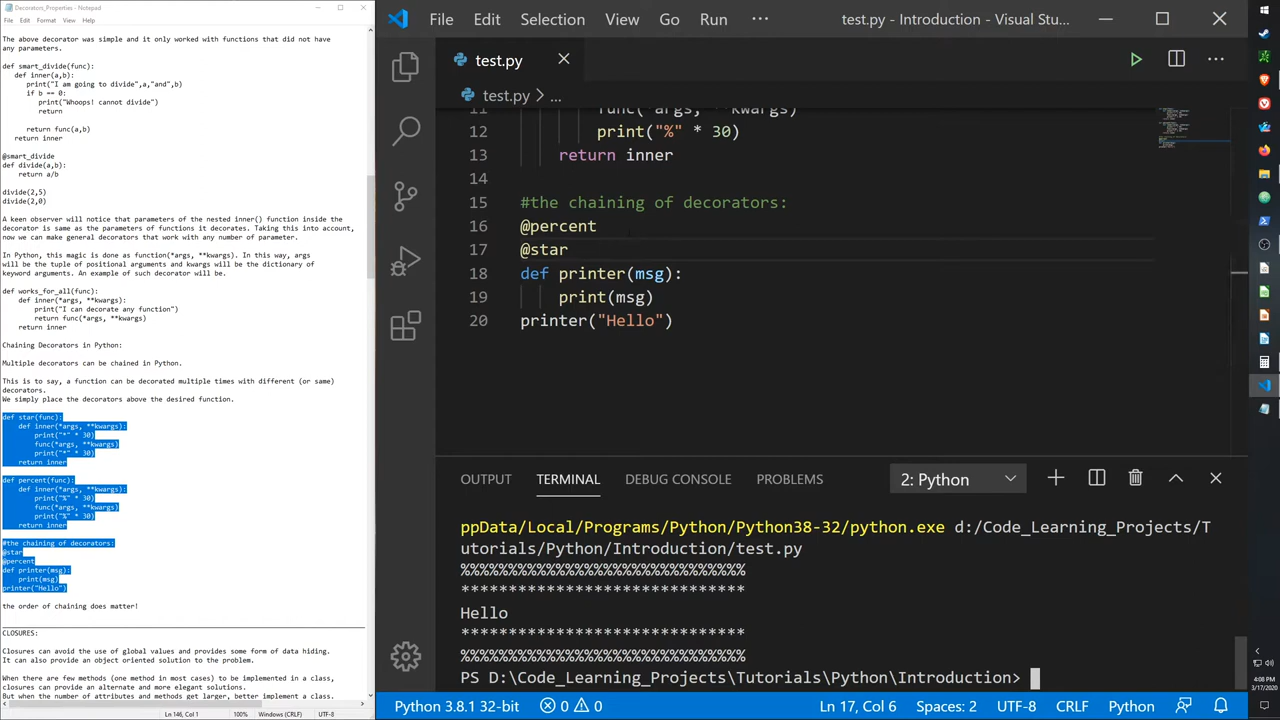 Decorators_Properties - Notepad
File Edit Format View Help
The above decorator was simple and it only worked with functions that did not have
any parameters.
def smart_divide(func):
def inner(a,b):
print("I am going to divide",a,"and",b)
if b == 0:
print("Whoops! cannot divide")
return
return func(a,b)
return inner
@smart_divide
def divide(a,b):
return a/b
divide(2,5)
divide(2,0)
A keen observer will notice that parameters of the nested inner() function inside the
decorator is same as the parameters of functions it decorates. Taking this into account,
now we can make general decorators that work with any number of parameter.
In Python, this magic is done as function(*args, **kwargs). In this way, args
will be the tuple of positional arguments and kwargs will be the dictionary of
keyword arguments. An example of such decorator will be.
def works_for_all(func):
def inner(*args, **kwargs):
print("I can decorate any function")
return func(*args, **kwargs)
return inner
Chaining Decorators in Python:
Multiple decorators can be chained in Python.
This is to say, a function can be decorated multiple times with different (or same)
decorators.
We simply place the decorators above the desired function.
def star(func):
def inner(*args, **kwargs):
print("*" * 30)
func(*args, **kwargs)
print("*" * 30)
return inner
def percent(func):
def inner(*args, **kwargs):
print("%" * 30)
func(*args, **kwargs)
print("%" * 30)
return inner
#the chaining of decorators:
@star
@percent
def printer(msg):
print(msg)
printer("Hello")
the order of chaining does matter!
CLOSURES:
Closures can avoid the use of global values and provides some form of data hiding.
It can also provide an object oriented solution to the problem.
When there are few methods (one method in most cases) to be implemented in a class,
closures can provide an alternate and more elegant solutions.
But when the number of attributes and methods get larger, better implement a class.
Ln 146, Col 1 100% Windows (CRLF) UTF-8
File Edit Selection View Go Run ··· test.py - Introduction - Visual Stu...
test.py
test.py > ...
11 func(*args, **kwargs)
12 print("%" * 30)
13 return inner
14
15 #the chaining of decorators:
16 @percent
17 @star
18 def printer(msg):
19 print(msg)
20 printer("Hello")
OUTPUT TERMINAL DEBUG CONSOLE PROBLEMS 2: Python
ppData/Local/Programs/Python/Python38-32/python.exe d:/Code_Learning_Projects/T
utorials/Python/Introduction/test.py
%%%%%%%%%%%%%%%%%%%%%%%%%%%%%%
******************************
Hello
******************************
%%%%%%%%%%%%%%%%%%%%%%%%%%%%%%
PS D:\Code_Learning_Projects\Tutorials\Python\Introduction>
Python 3.8.1 32-bit 0 0 Ln 17, Col 6 Spaces: 2 UTF-8 CRLF Python
4:08 PM
3/17/2020